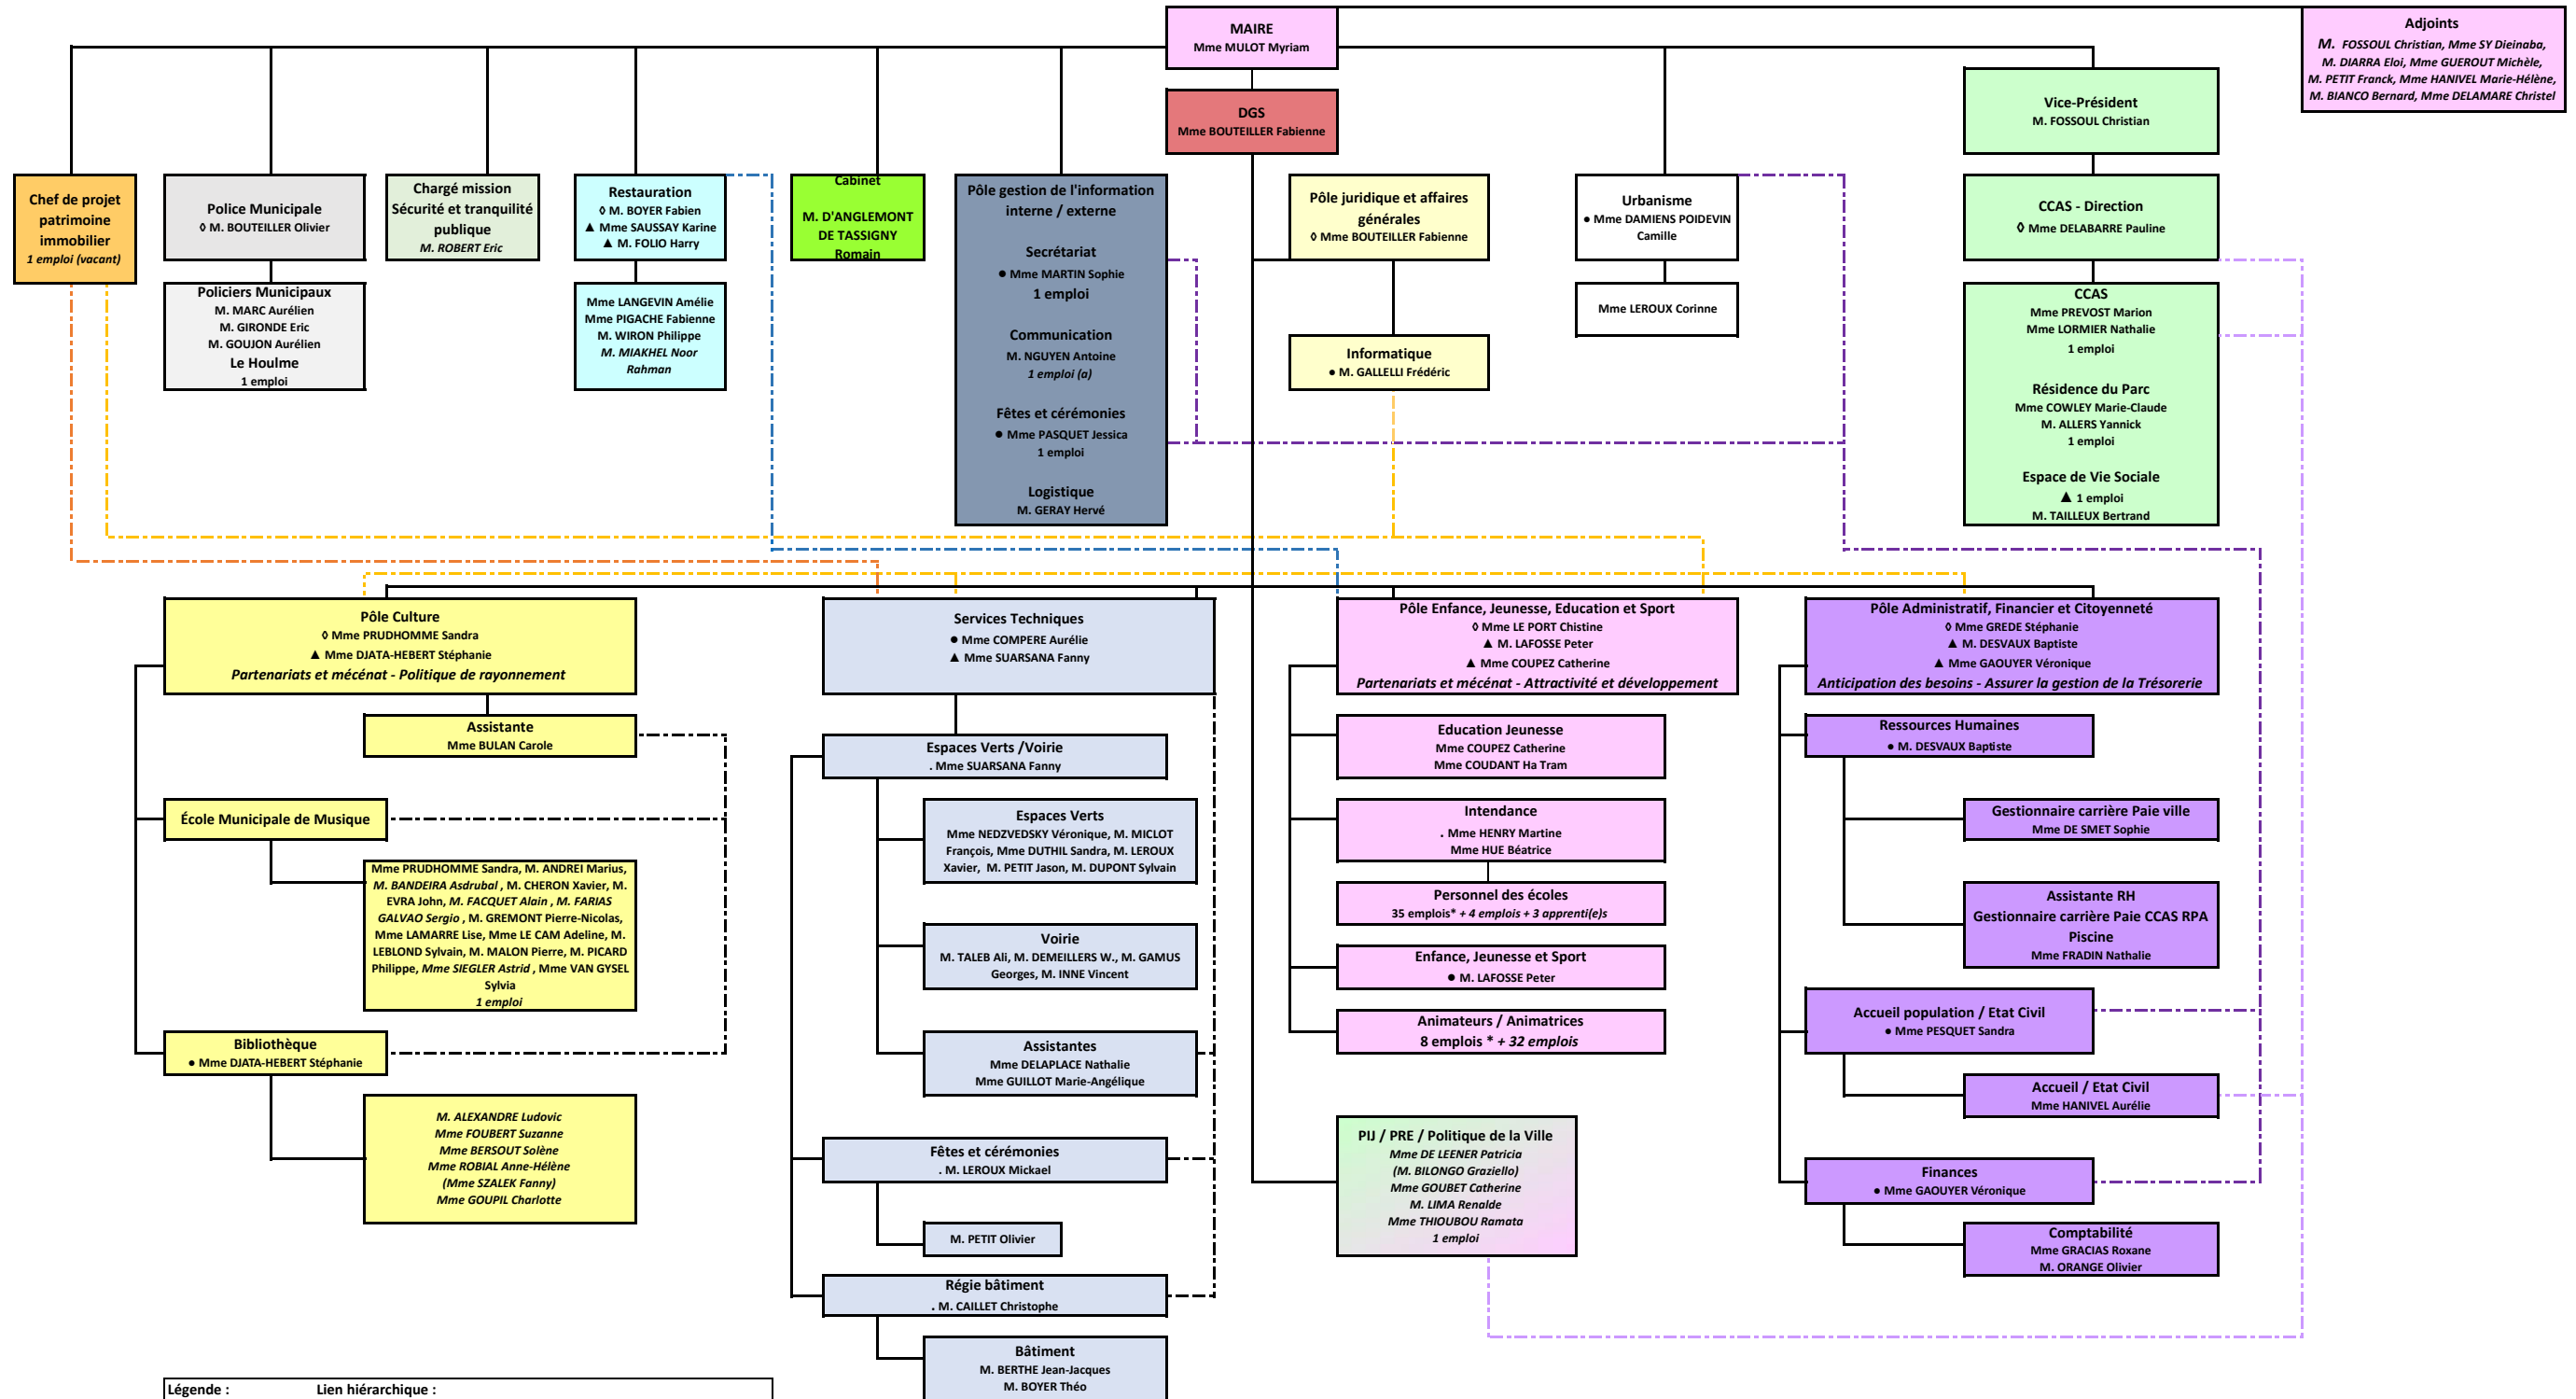 MAIRE
Mme MULOT Myriam
Adjoints
M. FOSSOUL Christian, Mme SY Dieinaba,
M. DIARRA Eloi, Mme GUEROUT Michèle,
M. PETIT Franck, Mme HANIVEL Marie-Hélène,
M. BIANCO Bernard, Mme DELAMARE Christel
DGS
Mme BOUTEILLER Fabienne
Vice-Président
M. FOSSOUL Christian
Chef de projet
patrimoine
immobilier
1 emploi (vacant)
Police Municipale
◊ M. BOUTEILLER Olivier
Chargé mission
Sécurité et tranquilité
publique
M. ROBERT Eric
Restauration
◊ M. BOYER Fabien
▲ Mme SAUSSAY Karine
▲ M. FOLIO Harry
Cabinet
M. D'ANGLEMONT
DE TASSIGNY
Romain
Pôle gestion de l'information
interne / externe
Secrétariat
● Mme MARTIN Sophie
1 emploi
Communication
M. NGUYEN Antoine
1 emploi (a)
Fêtes et cérémonies
● Mme PASQUET Jessica
1 emploi
Logistique
M. GERAY Hervé
Pôle juridique et affaires
générales
◊ Mme BOUTEILLER Fabienne
Urbanisme
● Mme DAMIENS POIDEVIN
Camille
CCAS - Direction
◊ Mme DELABARRE Pauline
Policiers Municipaux
M. MARC Aurélien
M. GIRONDE Eric
M. GOUJON Aurélien
Le Houlme
1 emploi
Mme LANGEVIN Amélie
Mme PIGACHE Fabienne
M. WIRON Philippe
M. MIAKHEL Noor
Rahman
Informatique
● M. GALLELLI Frédéric
Mme LEROUX Corinne
CCAS
Mme PREVOST Marion
Mme LORMIER Nathalie
1 emploi
Résidence du Parc
Mme COWLEY Marie-Claude
M. ALLERS Yannick
1 emploi
Espace de Vie Sociale
▲ 1 emploi
M. TAILLEUX Bertrand
Pôle Culture
◊ Mme PRUDHOMME Sandra
▲ Mme DJATA-HEBERT Stéphanie
Partenariats et mécénat - Politique de rayonnement
Assistante
Mme BULAN Carole
École Municipale de Musique
Mme PRUDHOMME Sandra, M. ANDREI Marius,
M. BANDEIRA Asdrubal , M. CHERON Xavier, M.
EVRA John, M. FACQUET Alain , M. FARIAS
GALVAO Sergio , M. GREMONT Pierre-Nicolas,
Mme LAMARRE Lise, Mme LE CAM Adeline, M.
LEBLOND Sylvain, M. MALON Pierre, M. PICARD
Philippe, Mme SIEGLER Astrid , Mme VAN GYSEL
Sylvia
1 emploi
Bibliothèque
● Mme DJATA-HEBERT Stéphanie
M. ALEXANDRE Ludovic
Mme FOUBERT Suzanne
Mme BERSOUT Solène
Mme ROBIAL Anne-Hélène
(Mme SZALEK Fanny)
Mme GOUPIL Charlotte
Services Techniques
● Mme COMPERE Aurélie
▲ Mme SUARSANA Fanny
Espaces Verts /Voirie
. Mme SUARSANA Fanny
Espaces Verts
Mme NEDZVEDSKY Véronique, M. MICLOT
François, Mme DUTHIL Sandra, M. LEROUX
Xavier, M. PETIT Jason, M. DUPONT Sylvain
Voirie
M. TALEB Ali, M. DEMEILLERS W., M. GAMUS
Georges, M. INNE Vincent
Assistantes
Mme DELAPLACE Nathalie
Mme GUILLOT Marie-Angélique
Fêtes et cérémonies
. M. LEROUX Mickael
M. PETIT Olivier
Régie bâtiment
. M. CAILLET Christophe
Bâtiment
M. BERTHE Jean-Jacques
M. BOYER Théo
Pôle Enfance, Jeunesse, Education et Sport
◊ Mme LE PORT Chistine
▲ M. LAFOSSE Peter
▲ Mme COUPEZ Catherine
Partenariats et mécénat - Attractivité et développement
Education Jeunesse
Mme COUPEZ Catherine
Mme COUDANT Ha Tram
Intendance
. Mme HENRY Martine
Mme HUE Béatrice
Personnel des écoles
35 emplois* + 4 emplois + 3 apprenti(e)s
Enfance, Jeunesse et Sport
● M. LAFOSSE Peter
Animateurs / Animatrices
8 emplois * + 32 emplois
PIJ / PRE / Politique de la Ville
Mme DE LEENER Patricia
(M. BILONGO Graziello)
Mme GOUBET Catherine
M. LIMA Renalde
Mme THIOUBOU Ramata
1 emploi
Pôle Administratif, Financier et Citoyenneté
◊ Mme GREDE Stéphanie
▲ M. DESVAUX Baptiste
▲ Mme GAOUYER Véronique
Anticipation des besoins - Assurer la gestion de la Trésorerie
Ressources Humaines
● M. DESVAUX Baptiste
Gestionnaire carrière Paie ville
Mme DE SMET Sophie
Assistante RH
Gestionnaire carrière Paie CCAS RPA
Piscine
Mme FRADIN Nathalie
Accueil population / Etat Civil
● Mme PESQUET Sandra
Accueil / Etat Civil
Mme HANIVEL Aurélie
Finances
● Mme GAOUYER Véronique
Comptabilité
Mme GRACIAS Roxane
M. ORANGE Olivier
Légende : Lien hiérarchique :